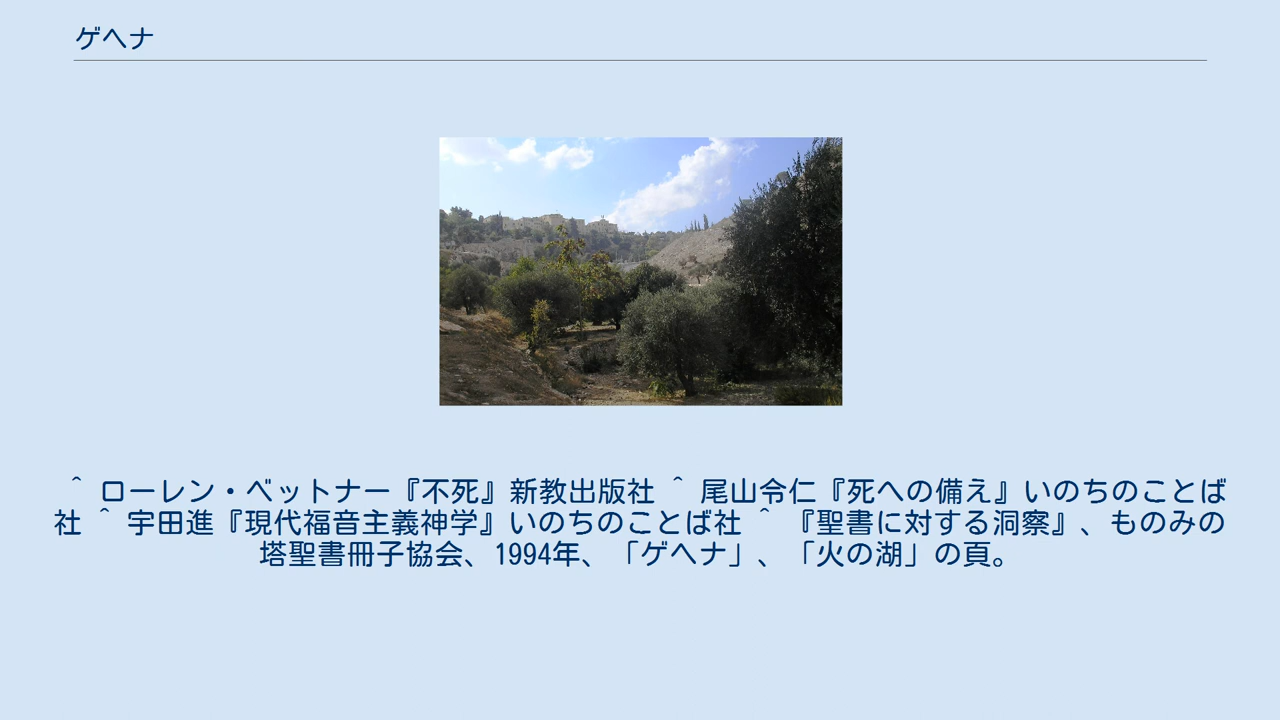 ゲヘナ
＾ ローレン・ベットナー『不死』新教出版社 ＾ 尾山令仁『死への備え』いのちのことば
社 ＾ 宇田進『現代福音主義神学』いのちのことば社 ＾ 『聖書に対する洞察』、ものみの
塔聖書冊子協会、1994年、「ゲヘナ」、「火の湖」の頁。